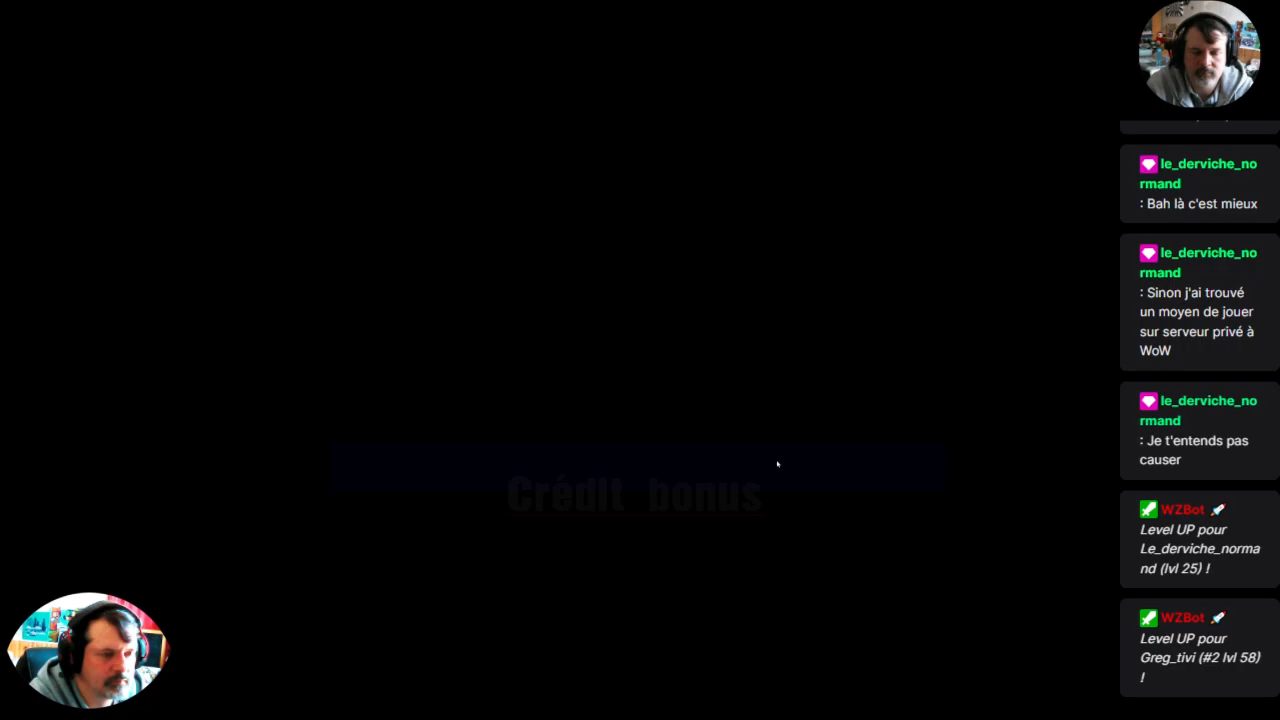 le_derviche_no
rmand
: Bah là c'est mieux
le_derviche_no
rmand
: Sinon j'ai trouvé
un moyen de jouer
sur serveur privé à
WoW
le_derviche_no
rmand
: Je t'entends pas
causer
Crédit bonus
WZBot 🚀
Level UP pour
Le_derviche_norma
nd (lvl 25) !
WZBot 🚀
Level UP pour
Greg_tivi (#2 lvl 58)
!